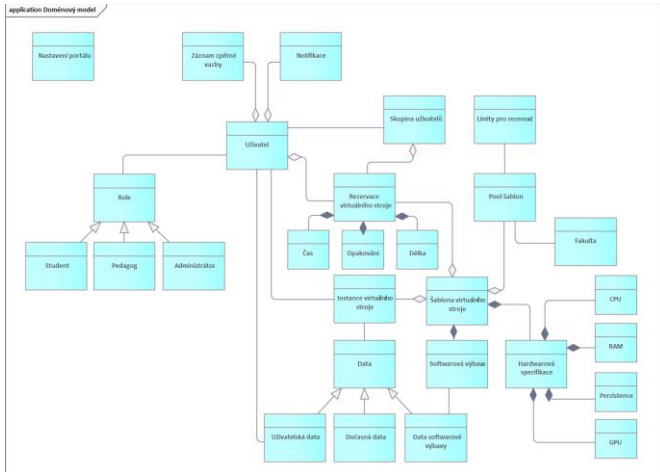 application Doménový model
Nastavení portálu
Záznam zpětné
vazby
Notifikace
Skupina uživatelů
Limity pro rezervaci
Uživatel
Role
Rezervace
virtuálního stroje
Pool šablon
Fakulta
Student
Pedagog
Administrátor
Čas
Opakování
Délka
Instance virtuálního
stroje
Šablona virtuálního
stroje
CPU
RAM
Data
Softwarová výbava
Hardwarová
specifikace
Perzistence
Uživatelská data
Dočasná data
Data softwarové
výbavy
GPU